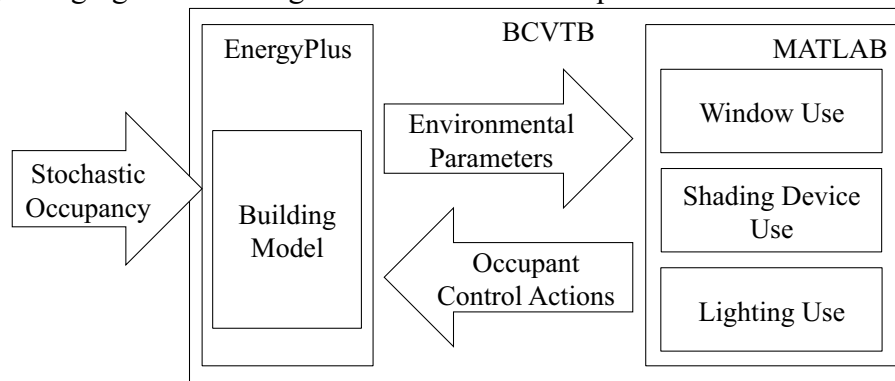 BCVTB
EnergyPlus
MATLAB
Stochastic
Occupancy
Building
Model
Environmental
Parameters
Occupant
Control Actions
Window Use
Shading Device
Use
Lighting Use